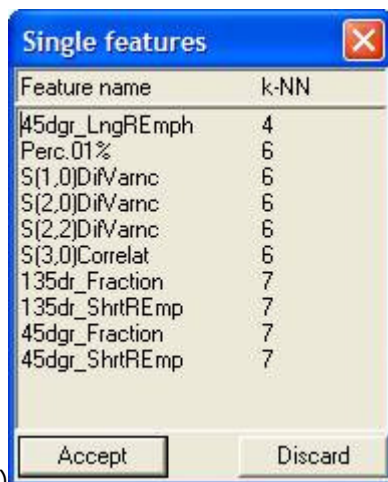 Single features
Feature name k-NN
45dgr_LngREmph 4
Perc.01% 6
S(1,0)DifVarnc 6
S(2,0)DifVarnc 6
S(2,2)DifVarnc 6
S(3,0)Correlat 6
135dr_Fraction 7
135dr_ShrtREmp 7
45dgr_Fraction 7
45dgr_ShrtREmp 7
) Accept Discard